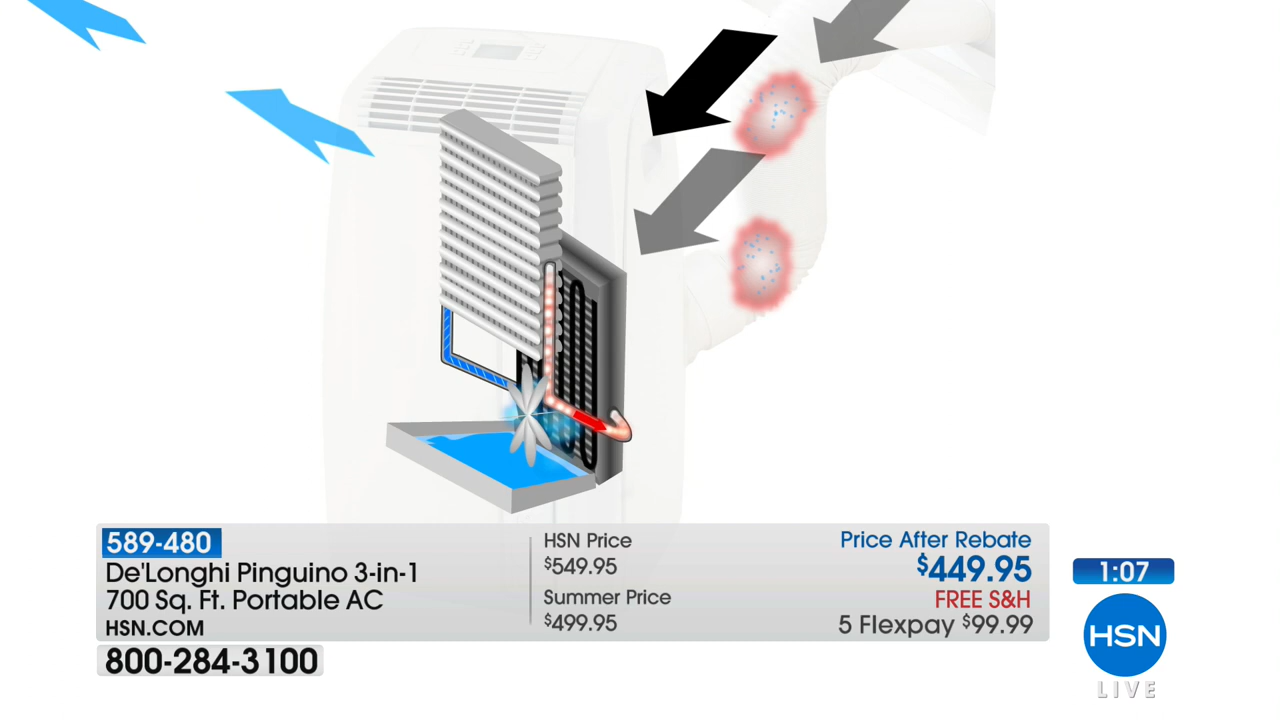 589-480
De'Longhi Pinguino 3-in-1
700 Sq. Ft. Portable AC
HSN.COM
800-284-3100
HSN Price
$549.95
Summer Price
$499.95
Price After Rebate
$449.95
FREE S&H
5 Flexpay $99.99
1:07
HSN
LIVE